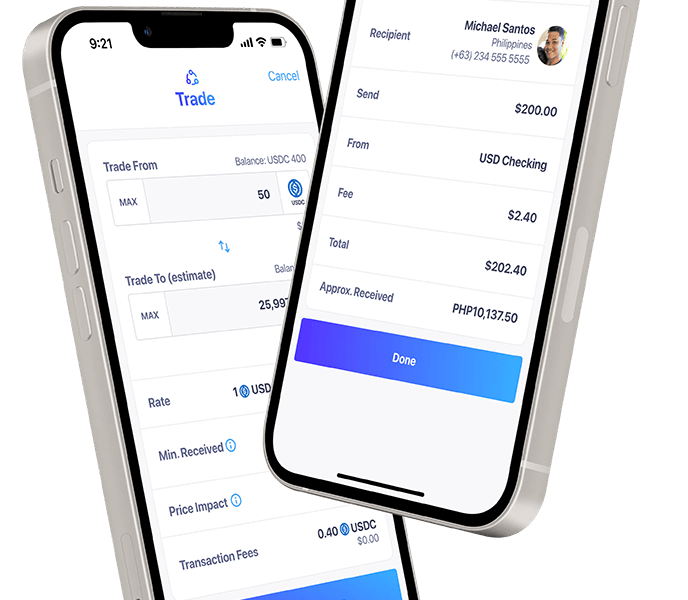 9:21
Cancel
Trade
Trade From
Balance: USDC 400
MAX
50
USDC
$
Trade To (estimate)
MAX
25,997
Rate
1 USD
Min. Received
Price Impact
Transaction Fees
0.40 USDC
$0.00
Recipient
Michael Santos
Philippines
(+63) 234 555 5555
Send
$200.00
From
USD Checking
Fee
$2.40
Total
$202.40
Approx. Received
PHP10,137.50
Done